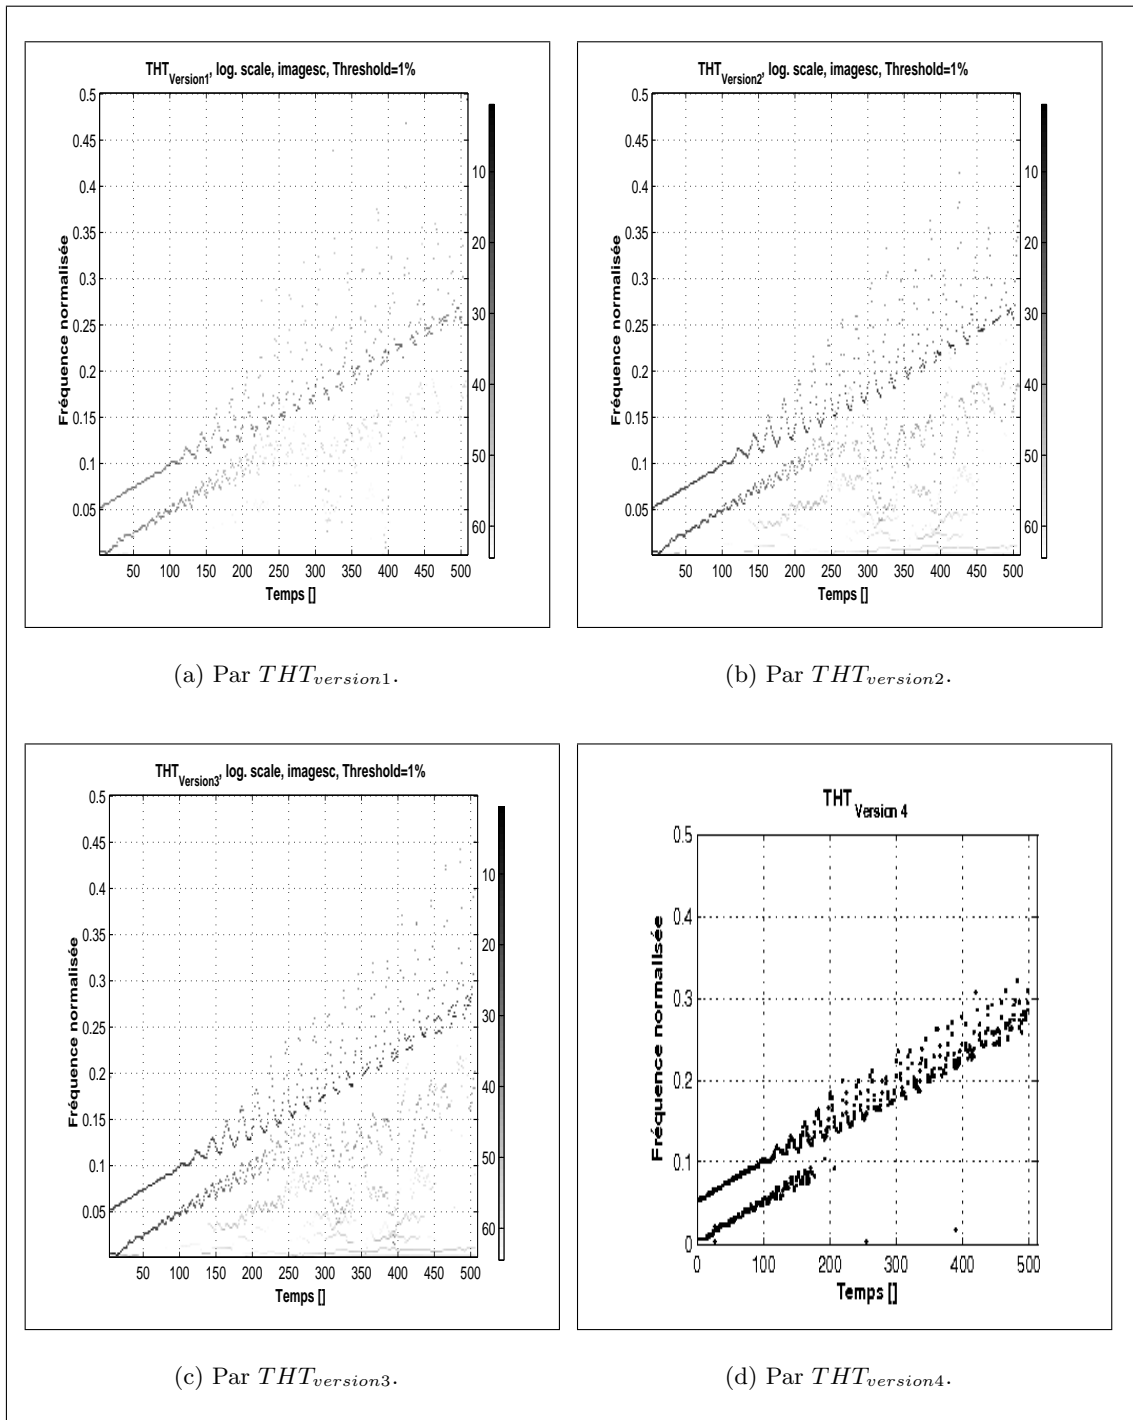 THT_Version1, log. scale, imagesc, Threshold=1%
0.5
0.45
0.4
0.35
0.3
0.25
0.2
0.15
0.1
0.05
Fréquence normalisée
50 100 150 200 250 300 350 400 450 500
Temps []
10
20
30
40
50
60
(a) Par THT_version1.
THT_Version2, log. scale, imagesc, Threshold=1%
0.5
0.45
0.4
0.35
0.3
0.25
0.2
0.15
0.1
0.05
Fréquence normalisée
50 100 150 200 250 300 350 400 450 500
Temps []
10
20
30
40
50
60
(b) Par THT_version2.
THT_Version3, log. scale, imagesc, Threshold=1%
0.5
0.45
0.4
0.35
0.3
0.25
0.2
0.15
0.1
0.05
Fréquence normalisée
50 100 150 200 250 300 350 400 450 500
Temps []
10
20
30
40
50
60
(c) Par THT_version3.
THT_Version 4
0.5
0.4
0.3
0.2
0.1
0
Fréquence normalisée
0 100 200 300 400 500
Temps []
(d) Par THT_version4.